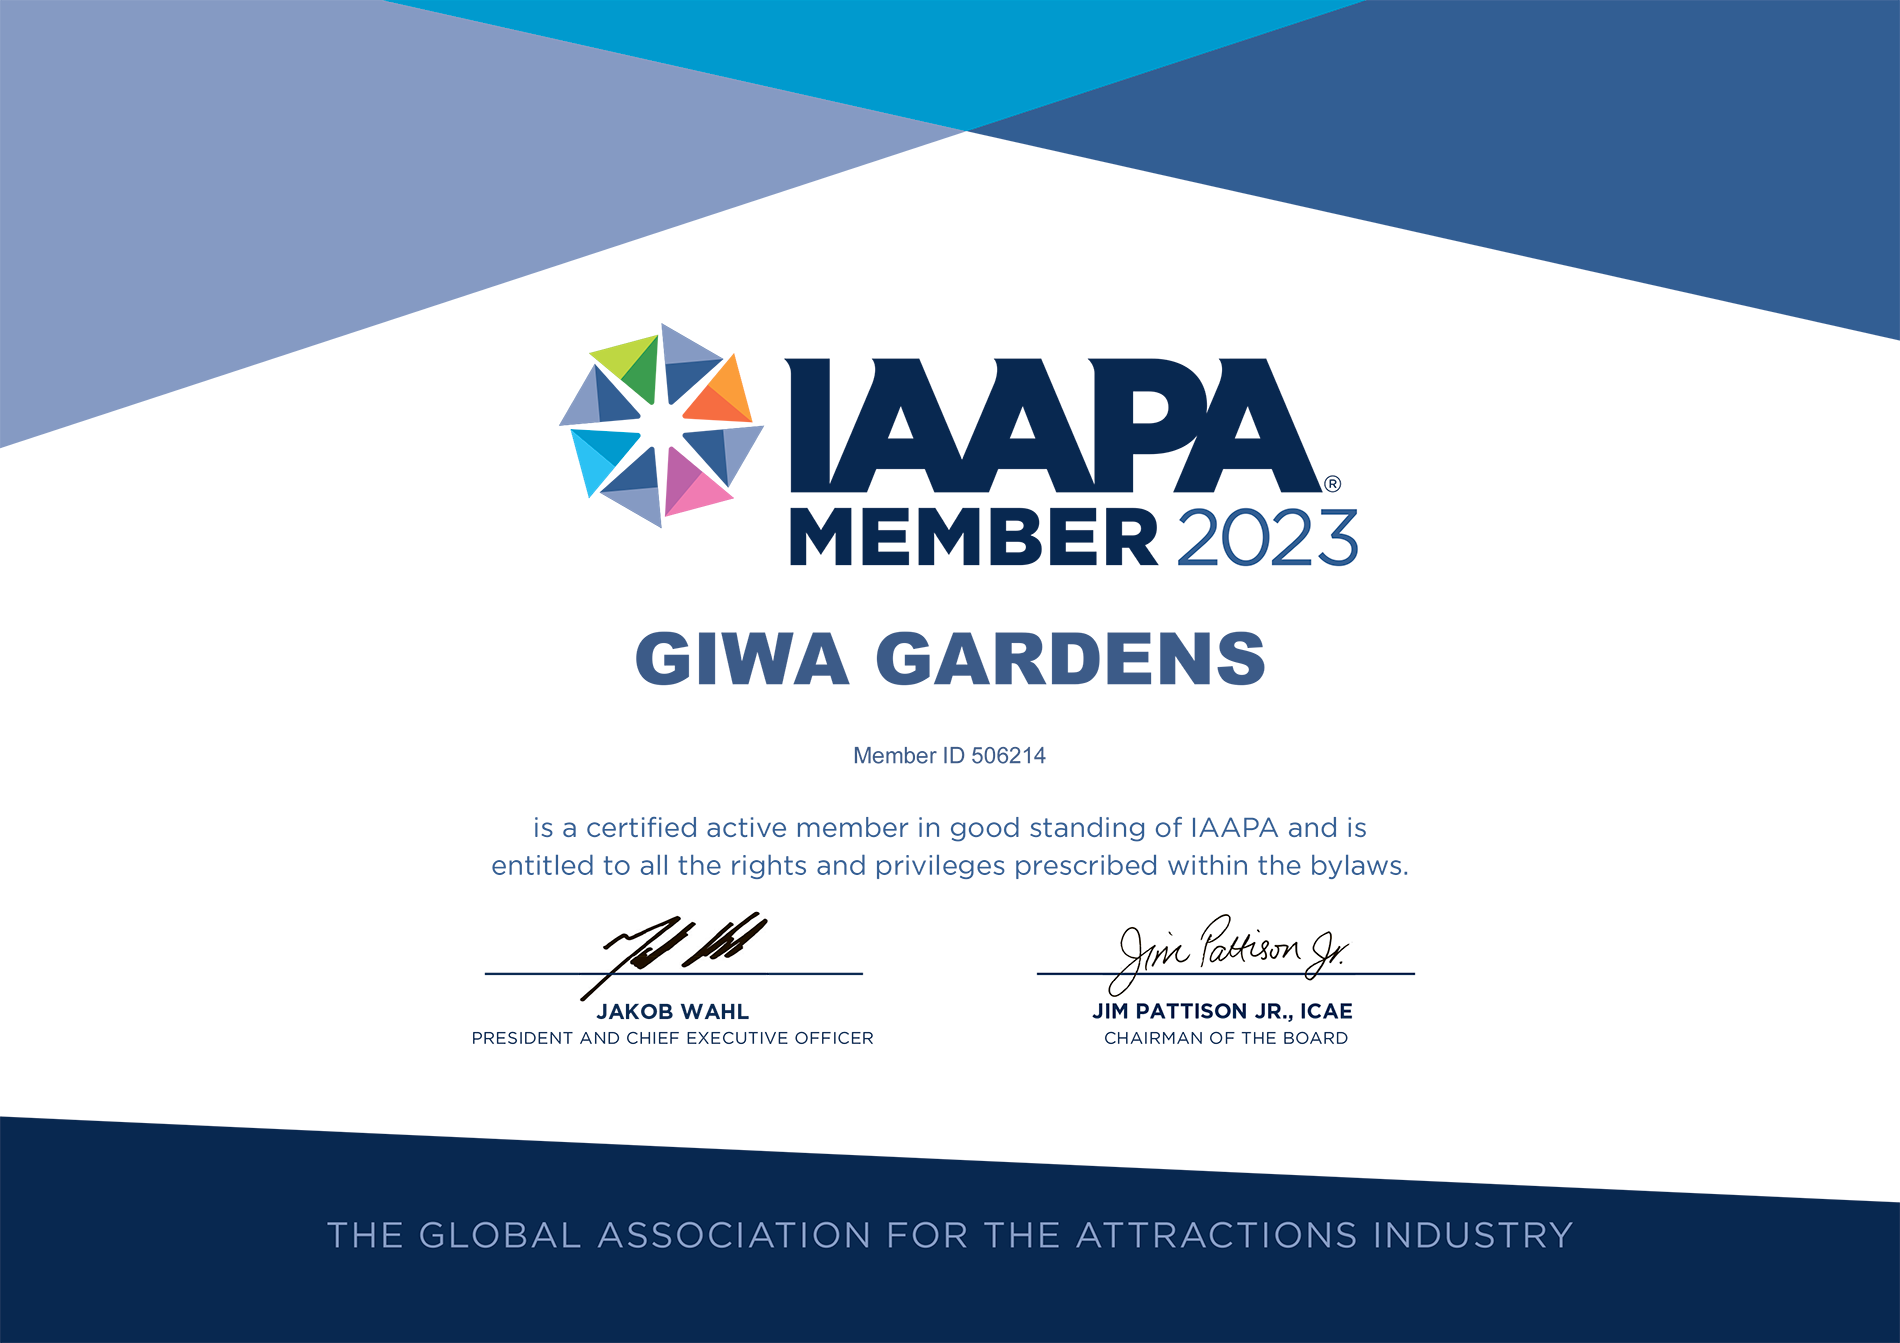 IAAPA®
MEMBER 2023
GIWA GARDENS
Member ID 506214
is a certified active member in good standing of IAAPA and is
entitled to all the rights and privileges prescribed within the bylaws.
Jim Pattison Jr.
JAKOB WAHL
PRESIDENT AND CHIEF EXECUTIVE OFFICER
JIM PATTISON JR., ICAE
CHAIRMAN OF THE BOARD
THE GLOBAL ASSOCIATION FOR THE ATTRACTIONS INDUSTRY